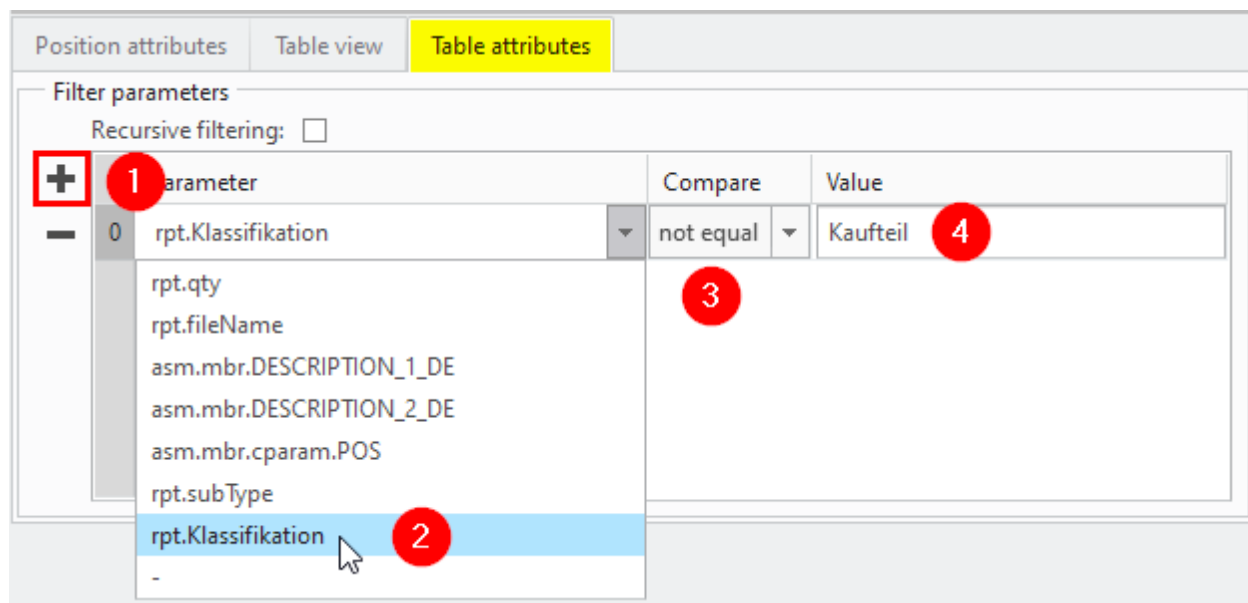 Position attributes Table view Table attributes
Filter parameters
Recursive filtering:
1 arameter Compare Value
0 rpt.Klassifikation not equal Kaufteil 4
rpt.qty 3
rpt.fileName
asm.mbr.DESCRIPTION_1_DE
asm.mbr.DESCRIPTION_2_DE
asm.mbr.cparam.POS
rpt.subType
rpt.Klassifikation 2
-